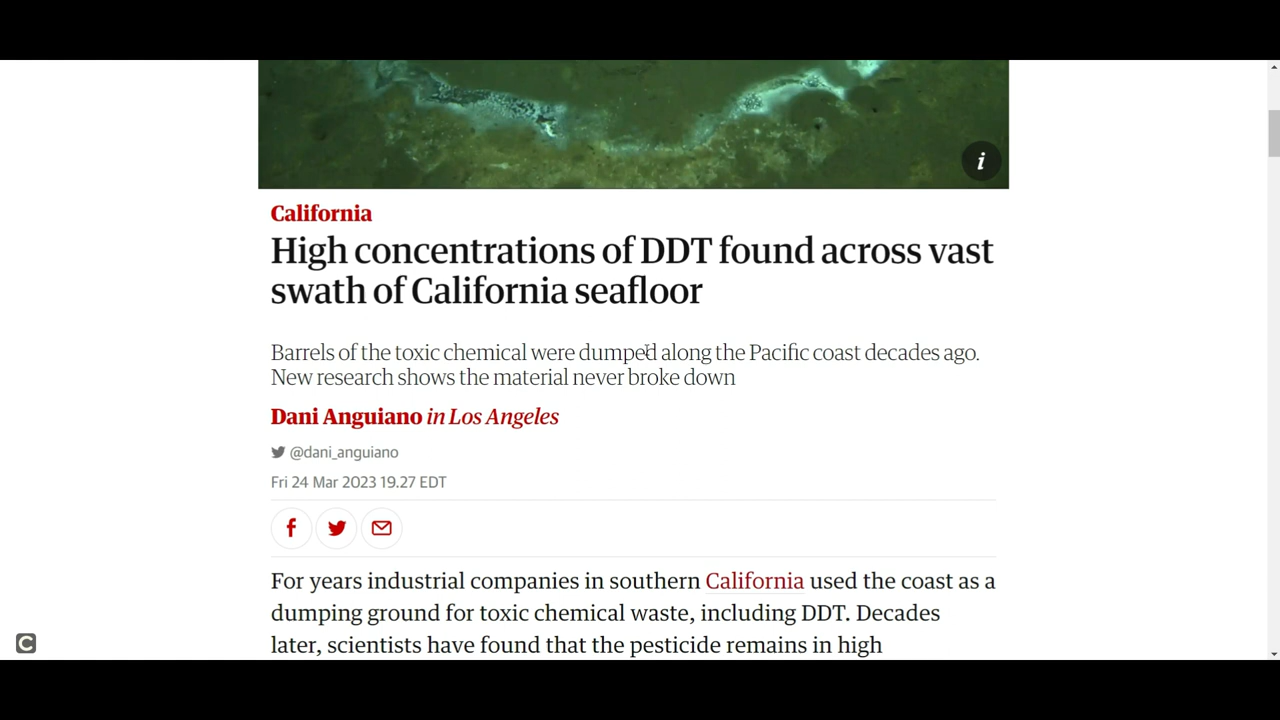 i
California
High concentrations of DDT found across vast
swath of California seafloor
Barrels of the toxic chemical were dumped along the Pacific coast decades ago.
New research shows the material never broke down
Dani Anguiano in Los Angeles
@dani_anguiano
Fri 24 Mar 2023 19.27 EDT
For years industrial companies in southern California used the coast as a
dumping ground for toxic chemical waste, including DDT. Decades
later, scientists have found that the pesticide remains in high
C